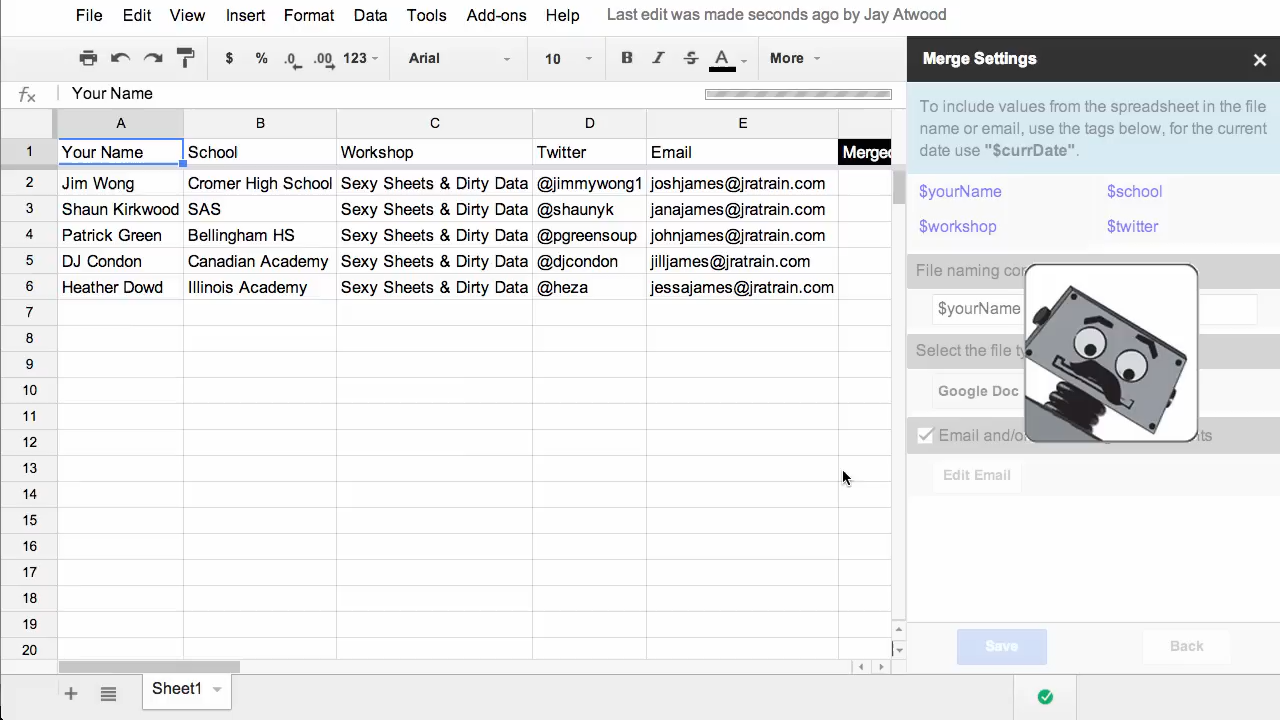 File Edit View Insert Format Data Tools Add-ons Help Last edit was made seconds ago by Jay Atwood
$ % .0 .00 123 Arial 10 B I S A More
Merge Settings
fx Your Name
To include values from the spreadsheet in the file
name or email, use the tags below, for the current
date use "$currDate".
$yourName $school
$workshop $twitter
A B C D E
1 Your Name School Workshop Twitter Email Merged
2 Jim Wong Cromer High School Sexy Sheets & Dirty Data @jimmywong1 joshjames@jratrain.com
3 Shaun Kirkwood SAS Sexy Sheets & Dirty Data @shaunyk janajames@jratrain.com
4 Patrick Green Bellingham HS Sexy Sheets & Dirty Data @pgreensoup johnjames@jratrain.com
5 DJ Condon Canadian Academy Sexy Sheets & Dirty Data @djcondon jilljames@jratrain.com
6 Heather Dowd Illinois Academy Sexy Sheets & Dirty Data @heza jessajames@jratrain.com
7
8
9
10
11
12
13
14
15
16
17
18
19
20
File naming
$yourName
Select the file
Google Doc
Email and/
Edit Email
Save Back
Sheet1